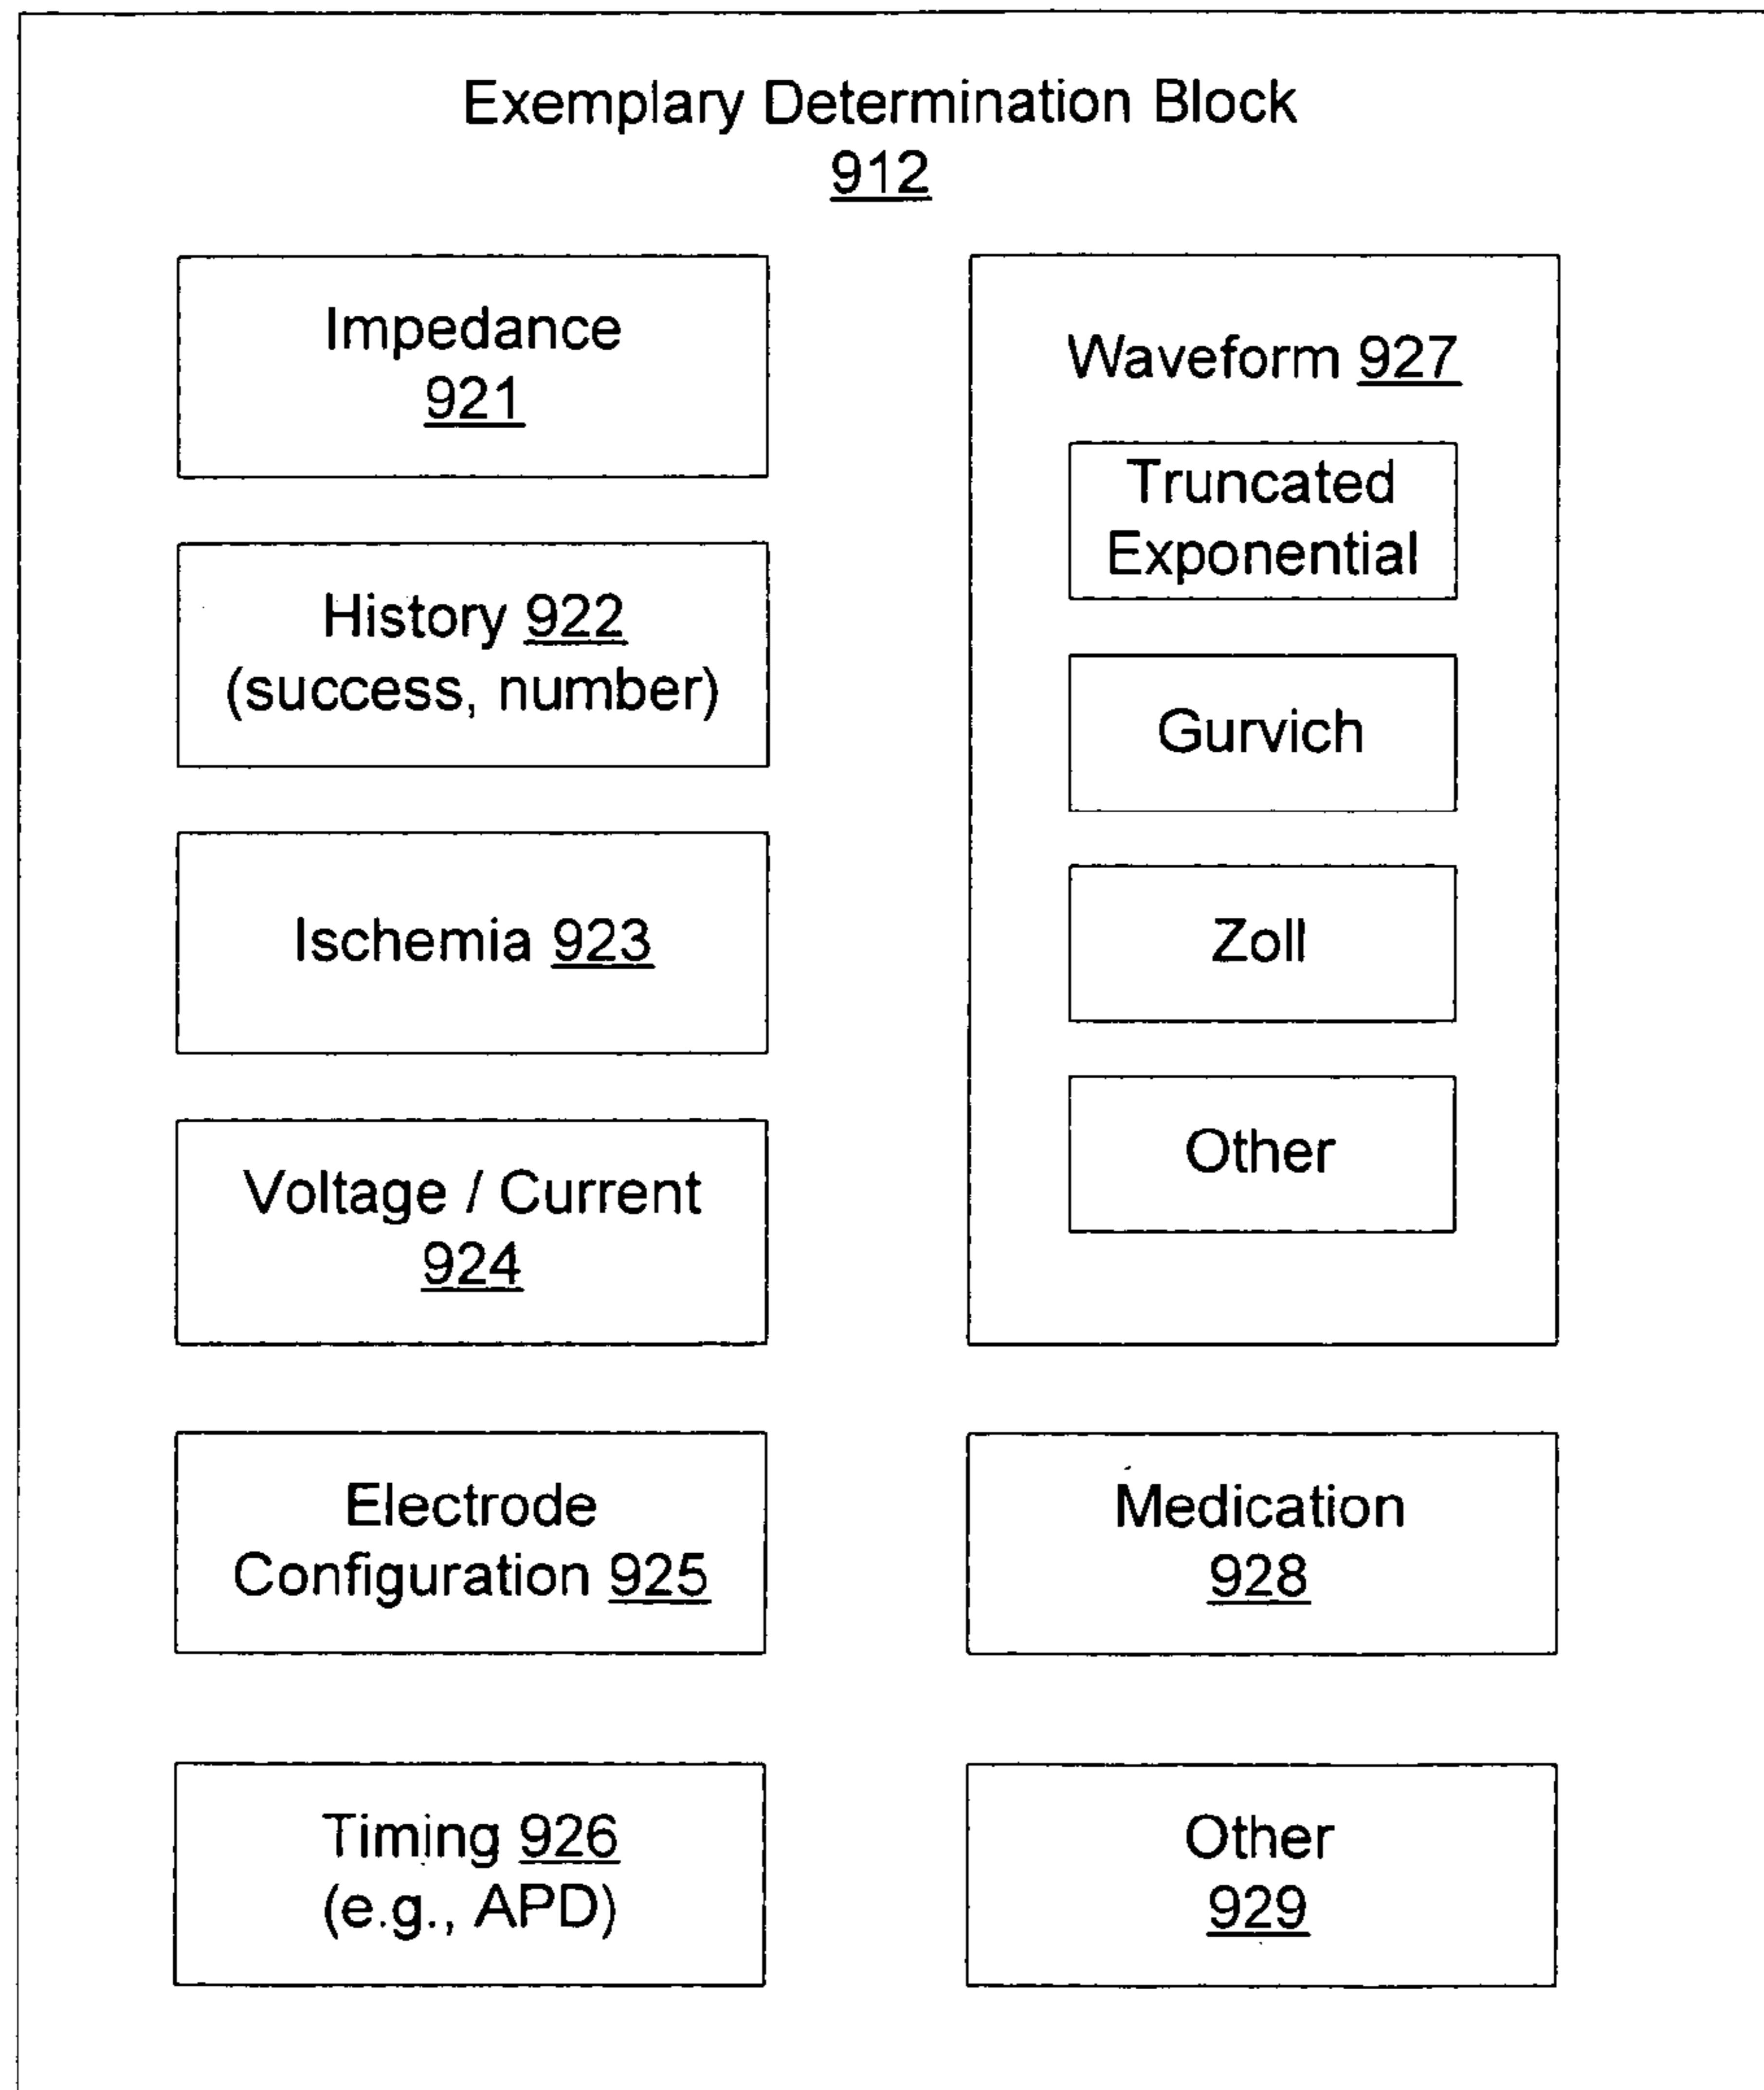 Exemplary Determination Block
912
Impedance
921
History 922
(success, number)
Ischemia 923
Voltage / Current
924
Electrode
Configuration 925
Timing 926
(e.g., APD)
Waveform 927
Truncated
Exponential
Gurvich
Zoll
Other
Medication
928
Other
929